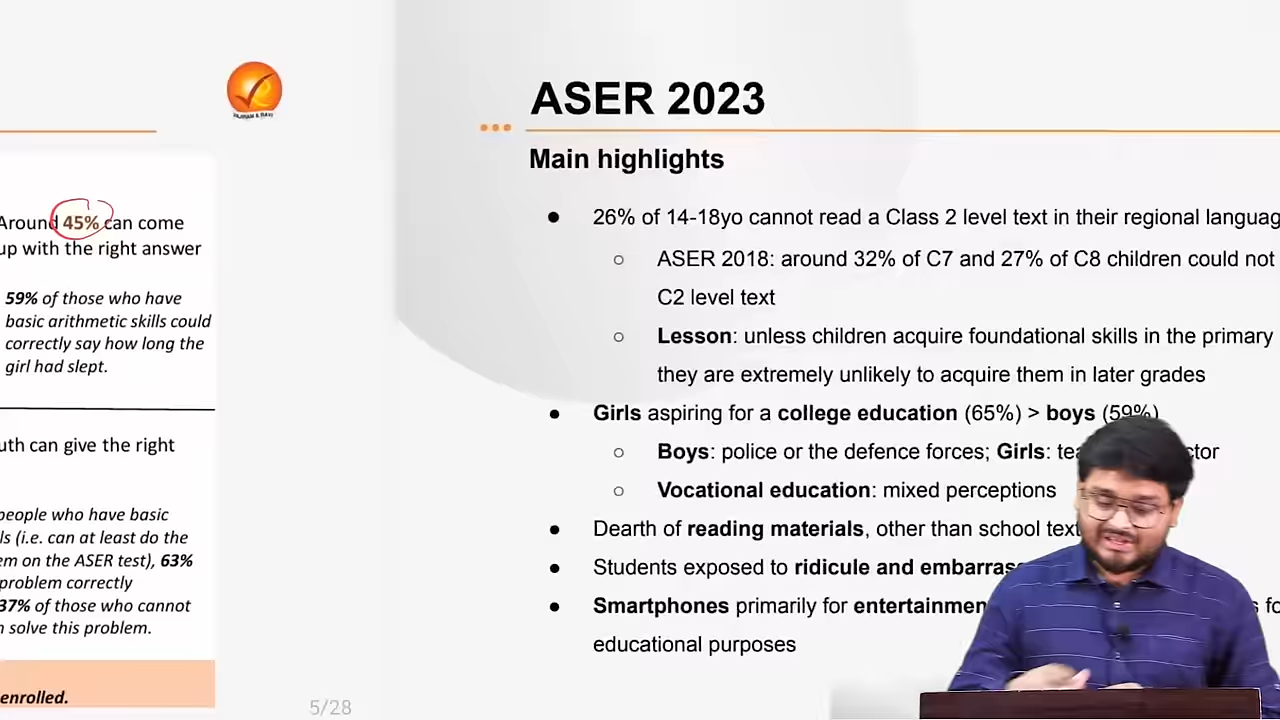 Around 45% can come
up with the right answer
59% of those who have
basic arithmetic skills could
correctly say how long the
girl had slept.
uth can give the right
people who have basic
ls (i.e. can at least do the
em on the ASER test), 63%
problem correctly
37% of those who cannot
n solve this problem.
enrolled.
5/28
VAJIRAM & RAVI
ASER 2023
Main highlights
● 26% of 14-18yo cannot read a Class 2 level text in their regional languag
○ ASER 2018: around 32% of C7 and 27% of C8 children could not
C2 level text
○ Lesson: unless children acquire foundational skills in the primary
they are extremely unlikely to acquire them in later grades
● Girls aspiring for a college education (65%) > boys (59%)
○ Boys: police or the defence forces; Girls: tea ctor
○ Vocational education: mixed perceptions
● Dearth of reading materials, other than school text
● Students exposed to ridicule and embarras
● Smartphones primarily for entertainmen s fo
educational purposes